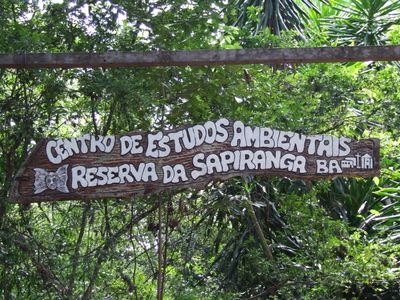 CENTRO DE ESTUDOS AMBIENTAIS
RESERVA DA SAPIRANGA BA